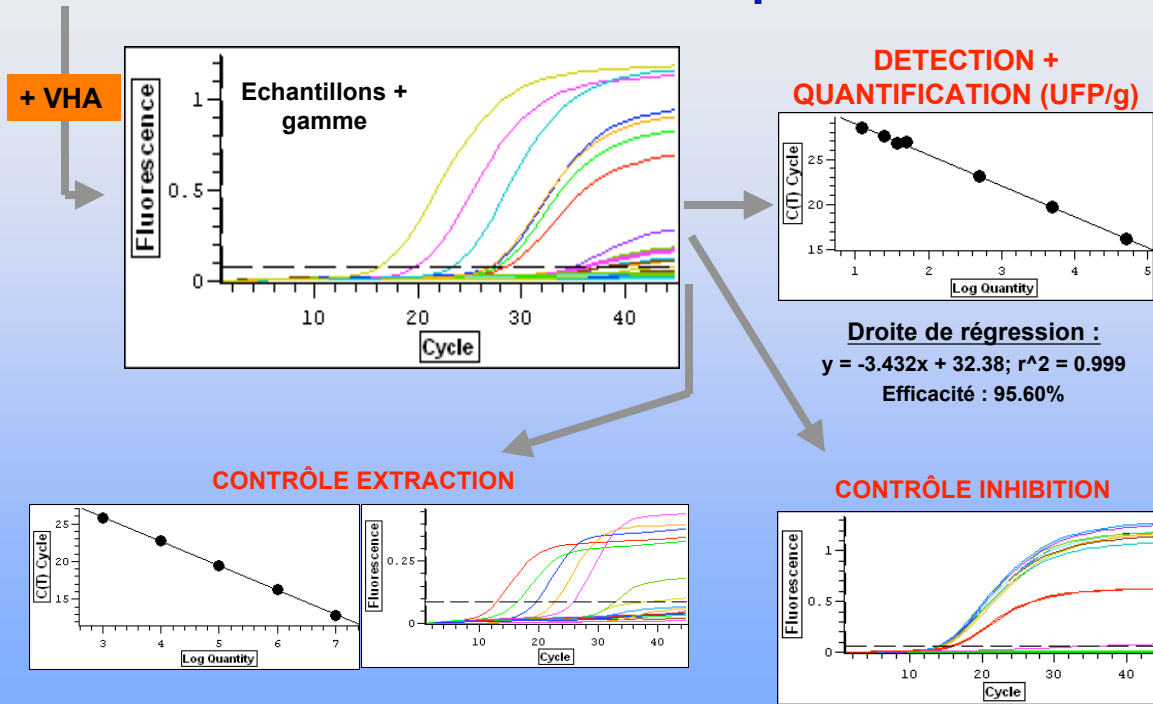 + VHA
Echantillons +
gamme
Fluorescence
1
0.5
0
10 20 30 40
Cycle
DETECTION +
QUANTIFICATION (UFP/g)
C(T) Cycle
25
20
15
1 2 3 4 5
Log Quantity
Droite de régression :
y = -3.432x + 32.38; r^2 = 0.999
Efficacité : 95.60%
CONTRÔLE EXTRACTION
C(T) Cycle
25
20
15
3 4 5 6 7
Log Quantity
Fluorescence
0.25
0
10 20 30 40
Cycle
CONTRÔLE INHIBITION
Fluorescence
1
0.5
0
10 20 30 40
Cycle